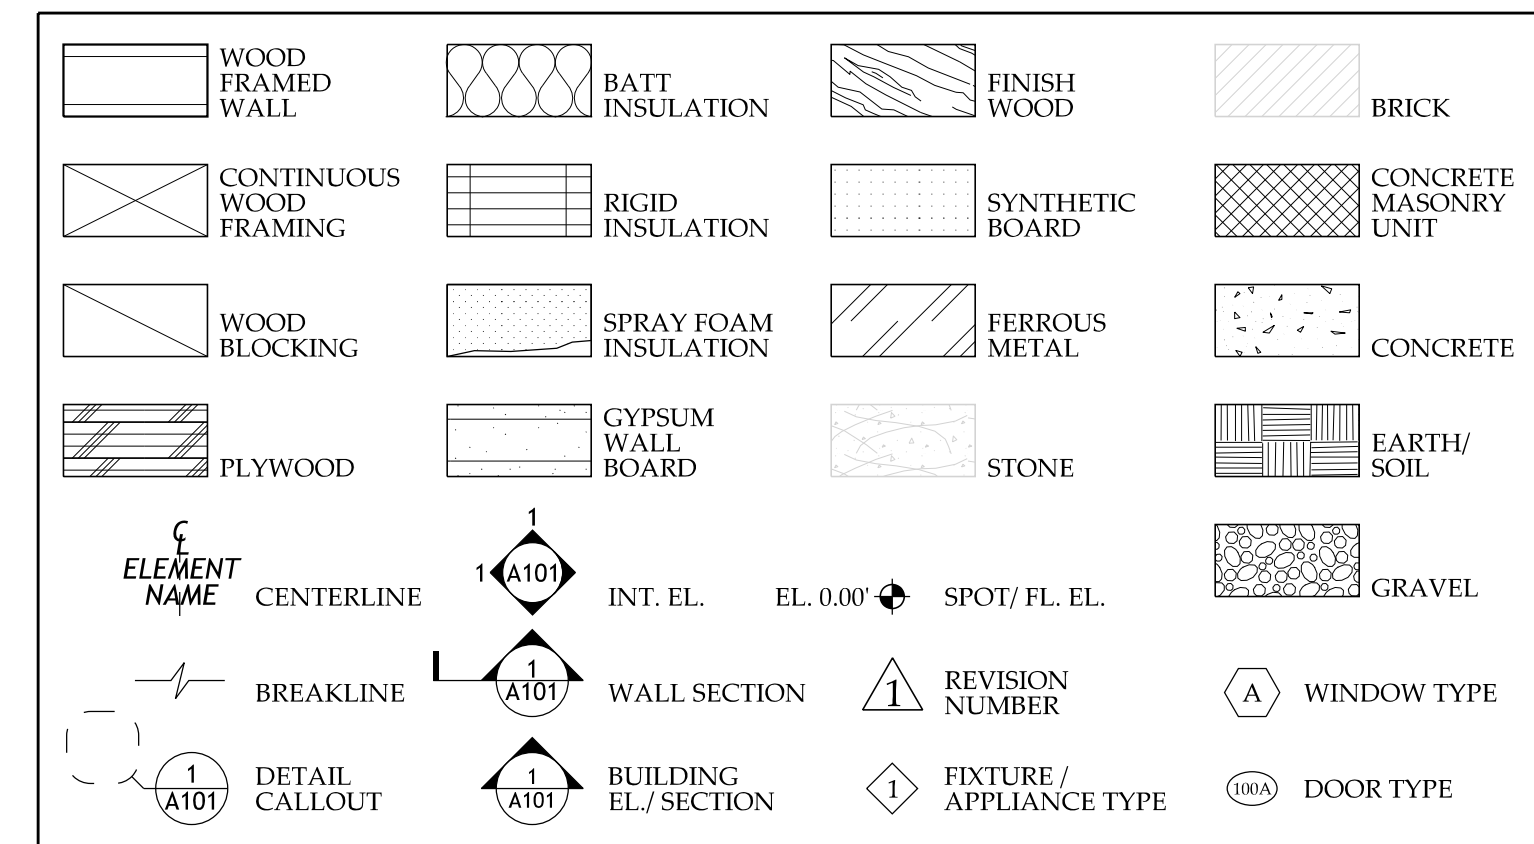 WOOD
FRAMED
WALL
BATT
INSULATION
FINISH
WOOD
BRICK
CONTINUOUS
WOOD
FRAMING
RIGID
INSULATION
SYNTHETIC
BOARD
CONCRETE
MASONRY
UNIT
WOOD
BLOCKING
SPRAY FOAM
INSULATION
FERROUS
METAL
CONCRETE
PLYWOOD
GYPSUM
WALL
BOARD
STONE
EARTH/
SOIL
CL
ELEMENT
NAME
CENTERLINE
1
1 A101
INT. EL.
EL. 0.00'
SPOT/ FL. EL.
GRAVEL
BREAKLINE
1
A101
WALL SECTION
1
REVISION
NUMBER
A
WINDOW TYPE
1
A101
DETAIL
CALLOUT
1
A101
BUILDING
EL./ SECTION
1
FIXTURE /
APPLIANCE TYPE
100A
DOOR TYPE